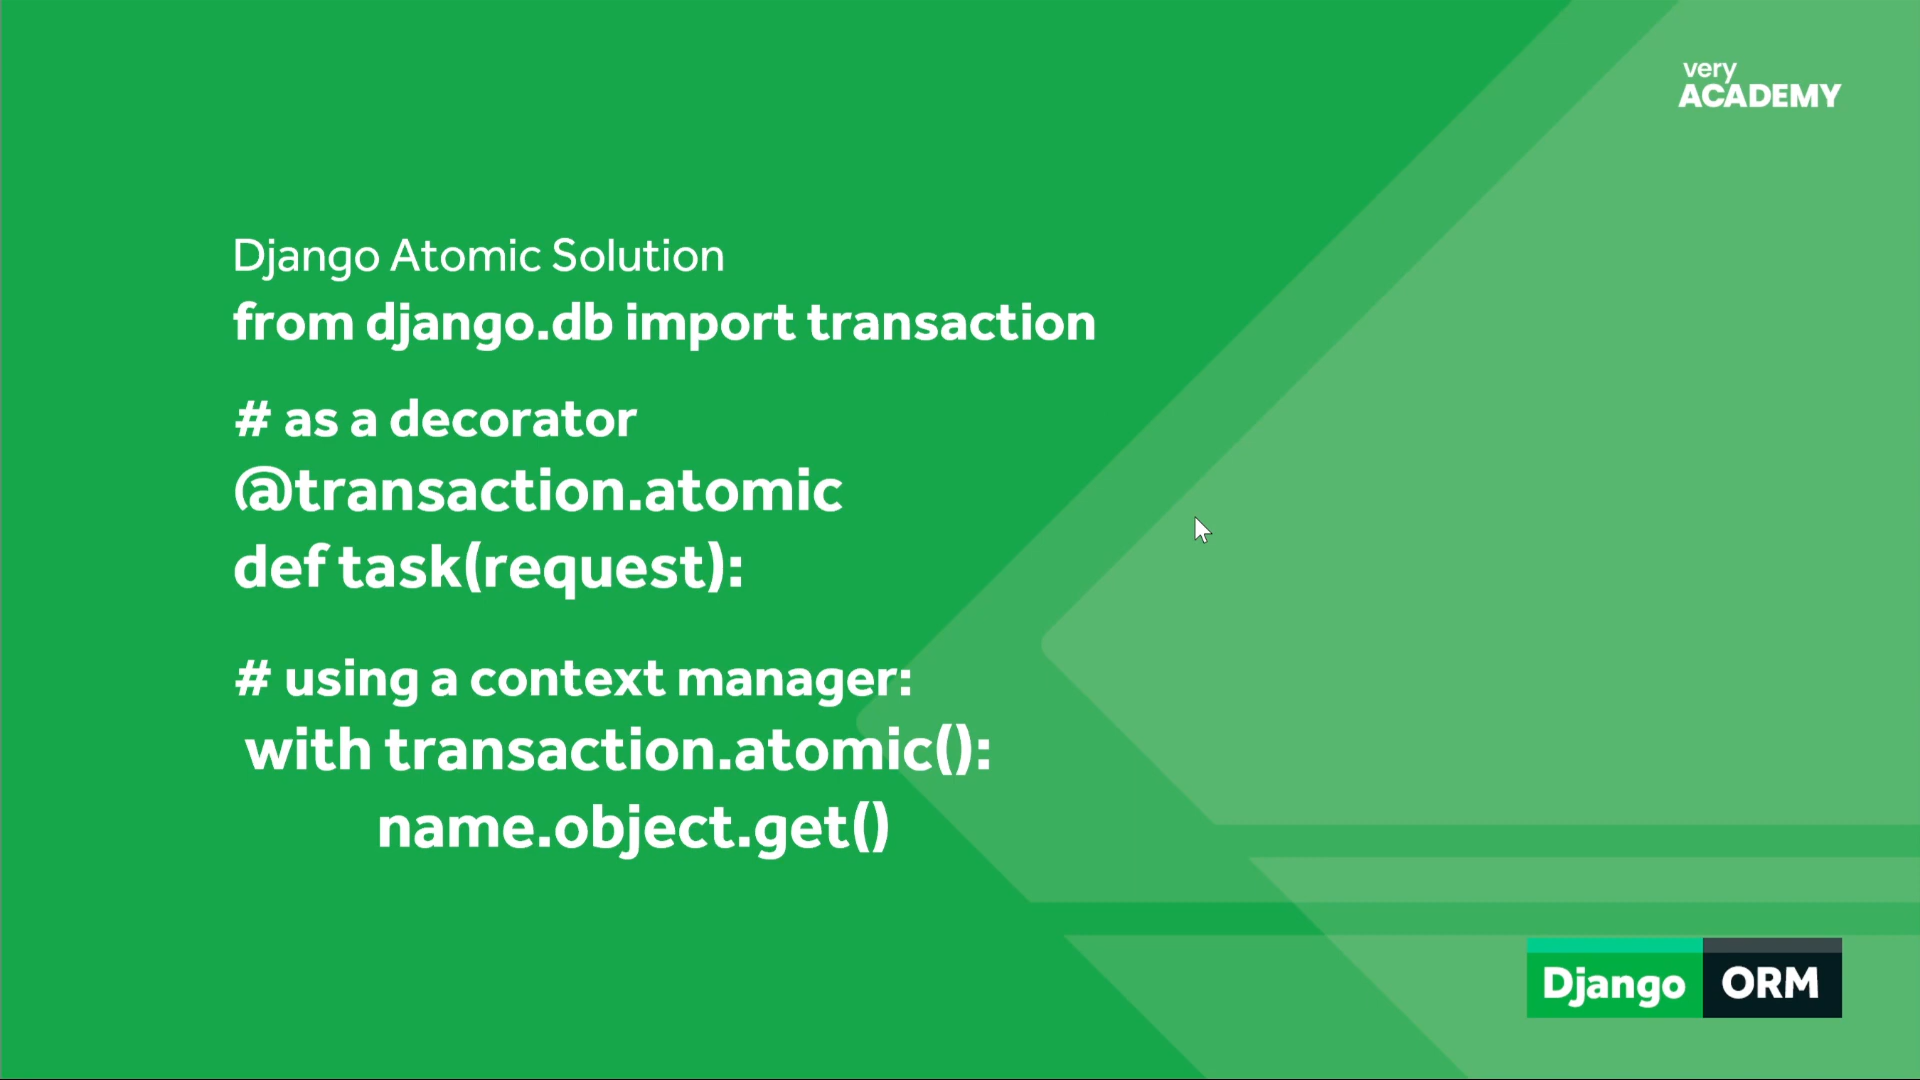 very
ACADEMY
Django Atomic Solution
from django.db import transaction
# as a decorator
@transaction.atomic
def task(request):
# using a context manager:
with transaction.atomic():
name.object.get()
Django ORM